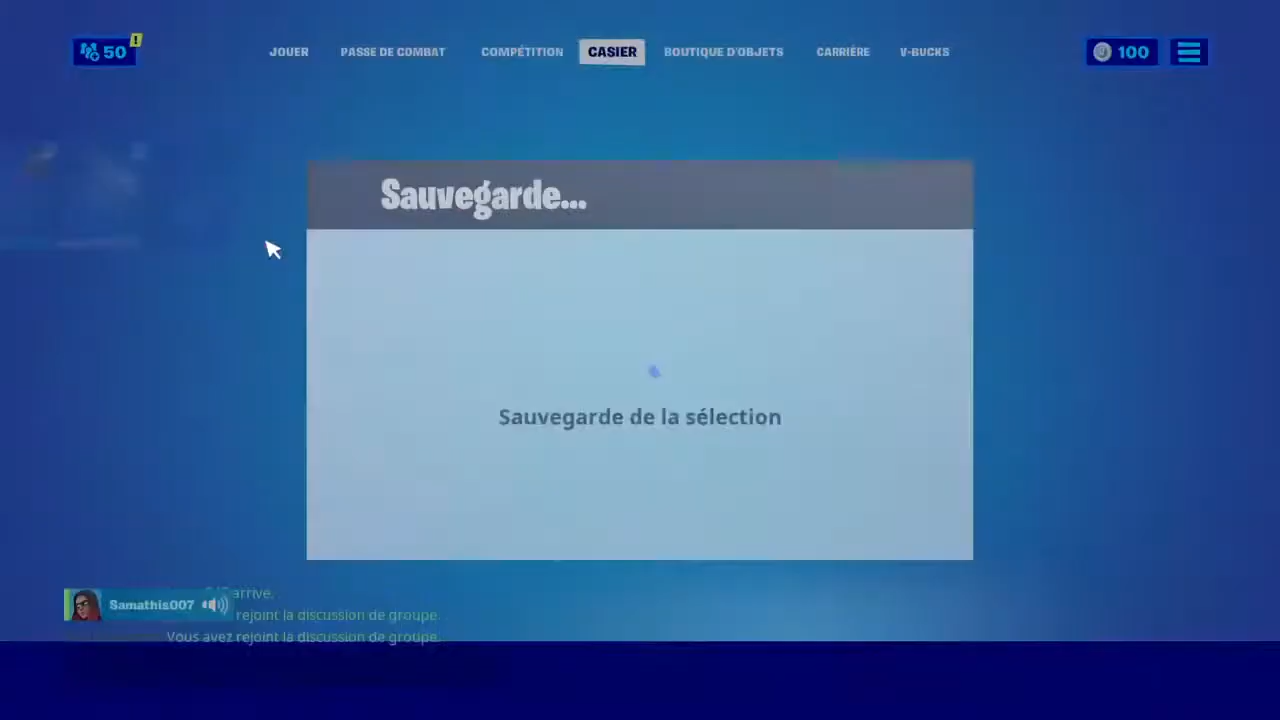 50 !
JOUER PASSE DE COMBAT COMPÉTITION CASIER BOUTIQUE D'OBJETS CARRIÈRE V-BUCKS
100
Sauvegarde...
Sauvegarde de la sélection
arrive.
Samathis007
rejoint la discussion de groupe.
Vous avez rejoint la discussion de groupe.